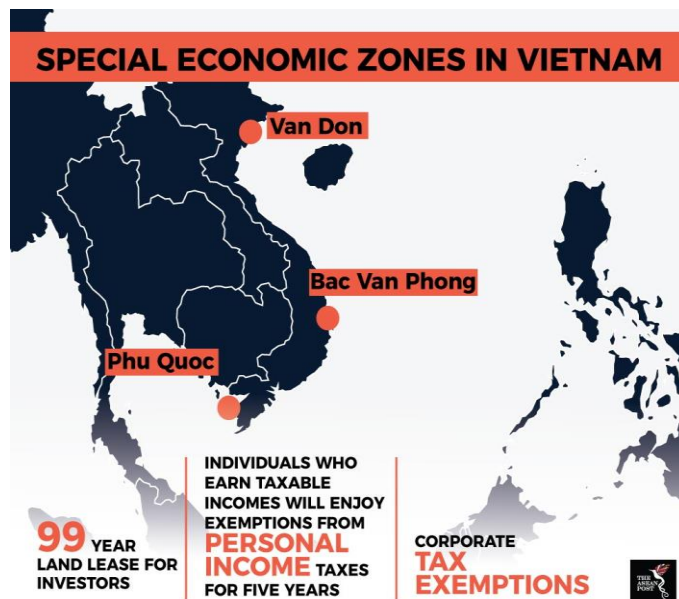 SPECIAL ECONOMIC ZONES IN VIETNAM
Van Don
Bac Van Phong
Phu Quoc
99 YEAR
LAND LEASE FOR
INVESTORS
INDIVIDUALS WHO
EARN TAXABLE
INCOMES WILL ENJOY
EXEMPTIONS FROM
PERSONAL
INCOME TAXES
FOR FIVE YEARS
CORPORATE
TAX
EXEMPTIONS
THE
ASEAN
POST